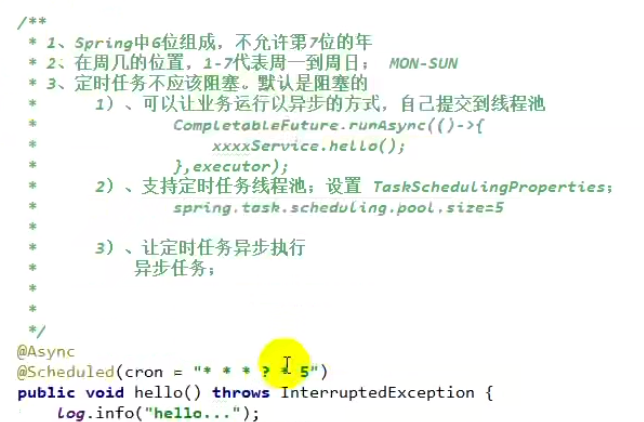 /**
 * 1、Spring中6位组成，不允许第7位的年
 * 2、在周几的位置，1-7代表周一到周日； MON-SUN
 * 3、定时任务不应该阻塞。默认是阻塞的
 *      1）、可以让业务运行以异步的方式，自己提交到线程池
 *              CompletableFuture.runAsync(()->{
 *                  xxxxService.hello();
 *              },executor);
 *      2）、支持定时任务线程池；设置 TaskSchedulingProperties；
 *              spring.task.scheduling.pool.size=5
 *
 *      3）、让定时任务异步执行
 *          异步任务；
 *
 *
 */
@Async
@Scheduled(cron = "* * * ? * 5")
public void hello() throws InterruptedException {
    log.info("hello...");